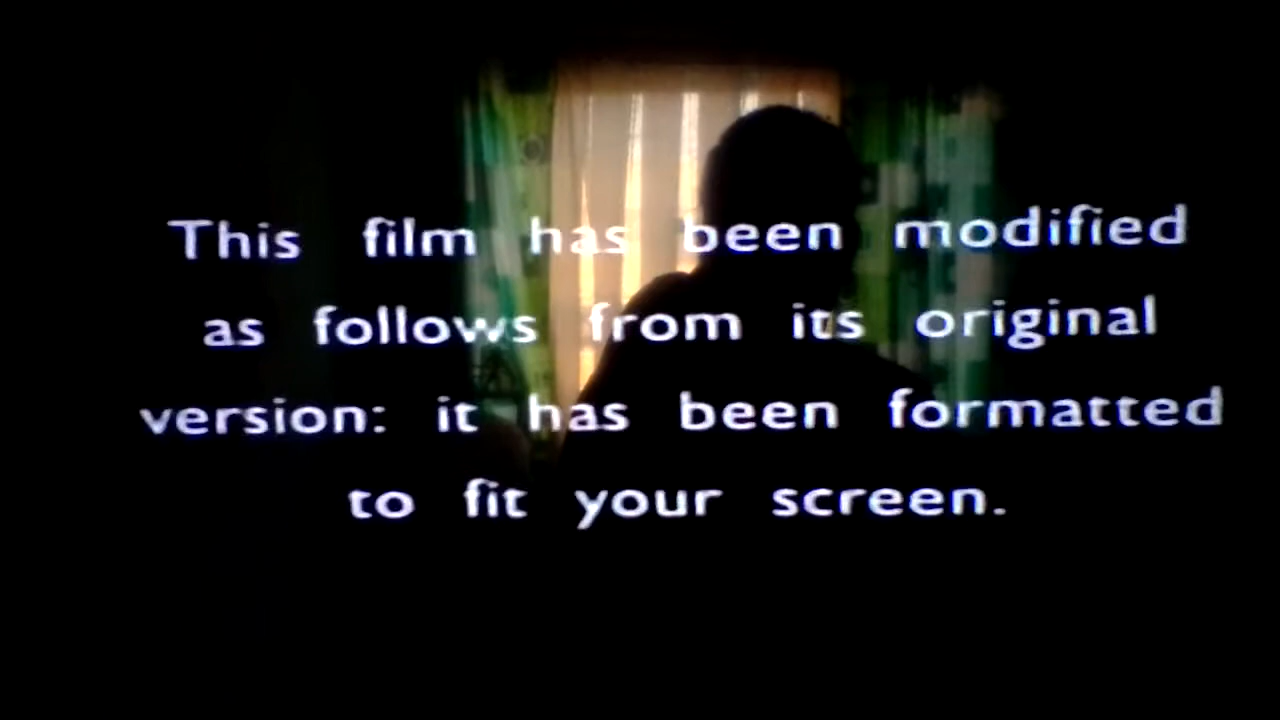 This film has been modified
as follows from its original
version: it has been formatted
to fit your screen.